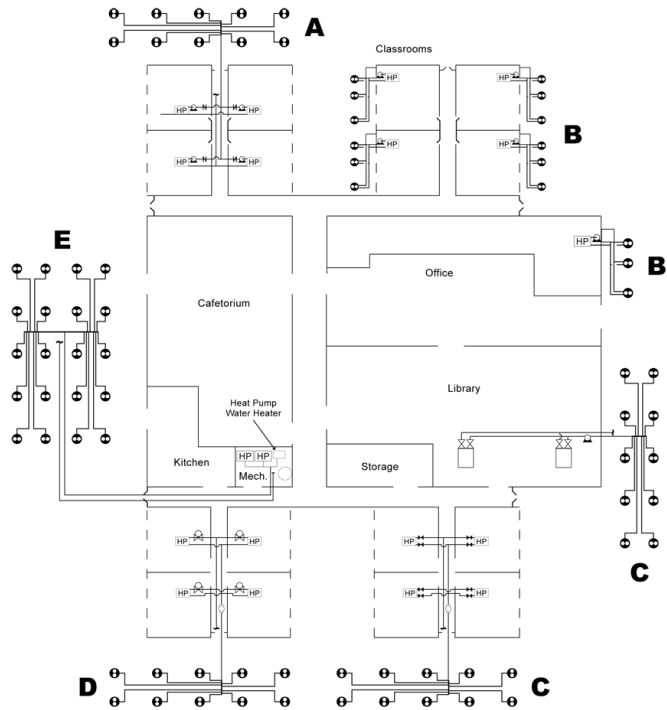 A
Classrooms
HP
HP
HP
HP
B
HP
HP
HP
HP
E
HP
B
Office
Cafetorium
Library
Heat Pump
Water Heater
HP HP
Kitchen
Mech.
Storage
C
HP
HP
HP
HP
HP
HP
HP
HP
D
C